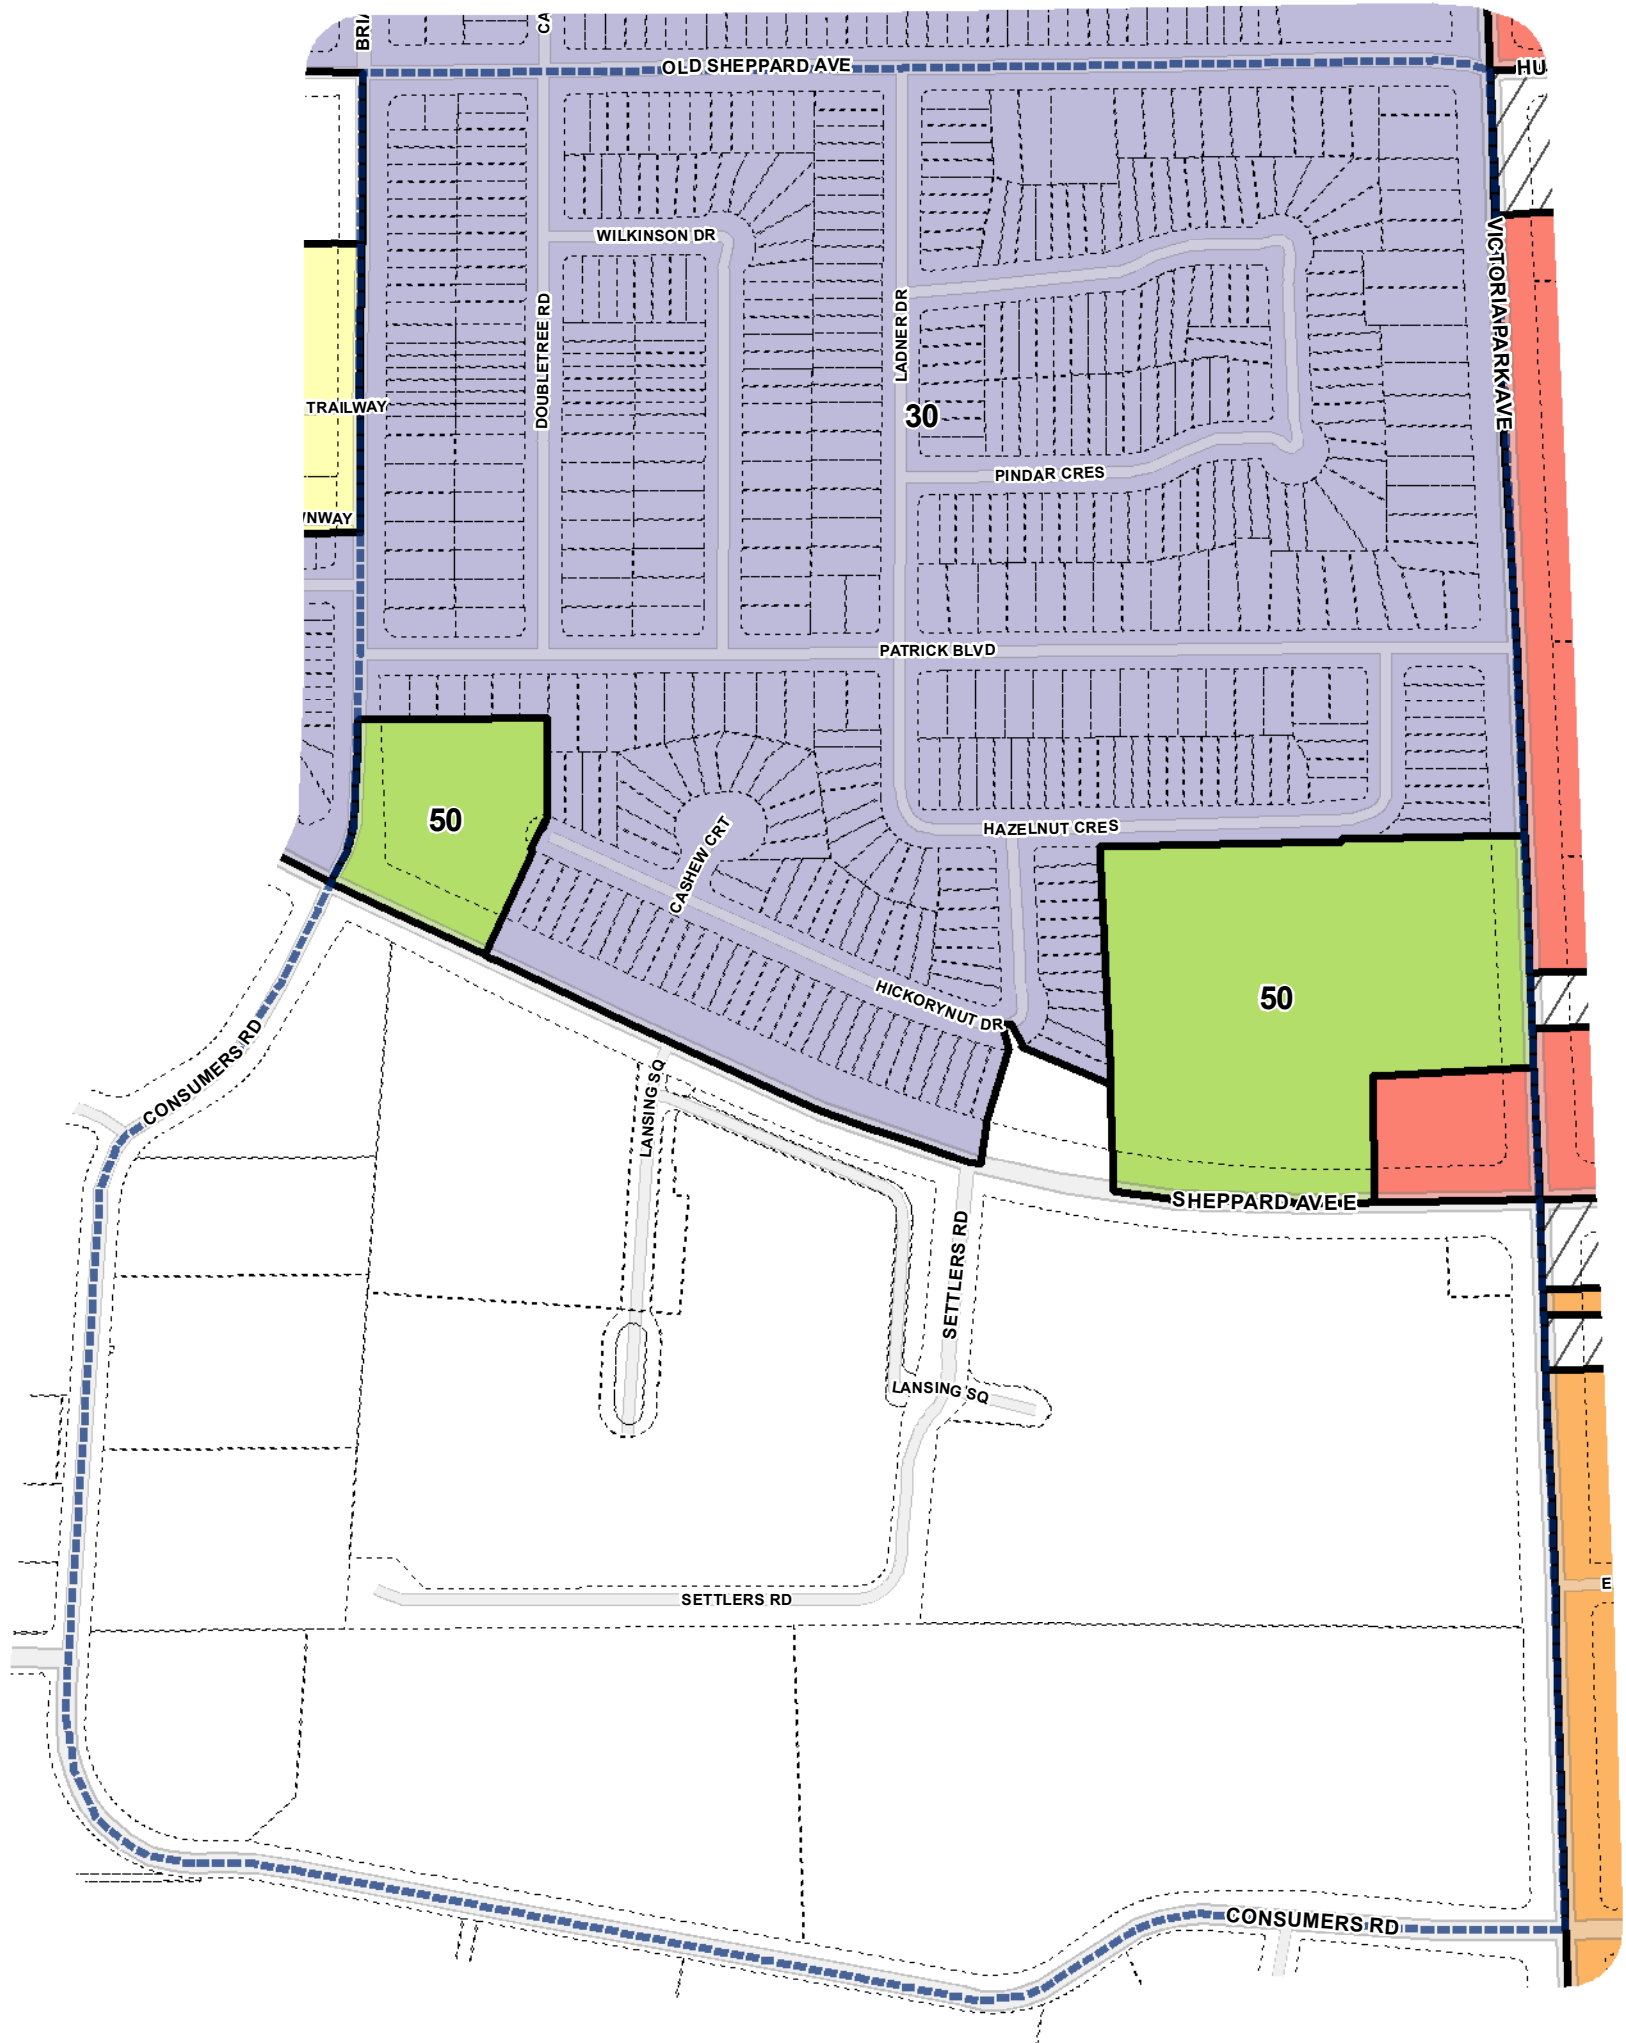 BRI
CA
OLD SHEPPARD AVE
HU
WILKINSON DR
VICTORIA PARK AVE
DOUBLETREE RD
LADNER DR
TRAILWAY
30
PINDAR CRES
NWAY
PATRICK BLVD
50
HAZELNUT CRES
CASHEW CRT
HICKORYNUT DR
50
CONSUMERS RD
LANSING SQ
SHEPPARD AVE E
SETTLERS RD
LANSING SQ
E
SETTLERS RD
CONSUMERS RD